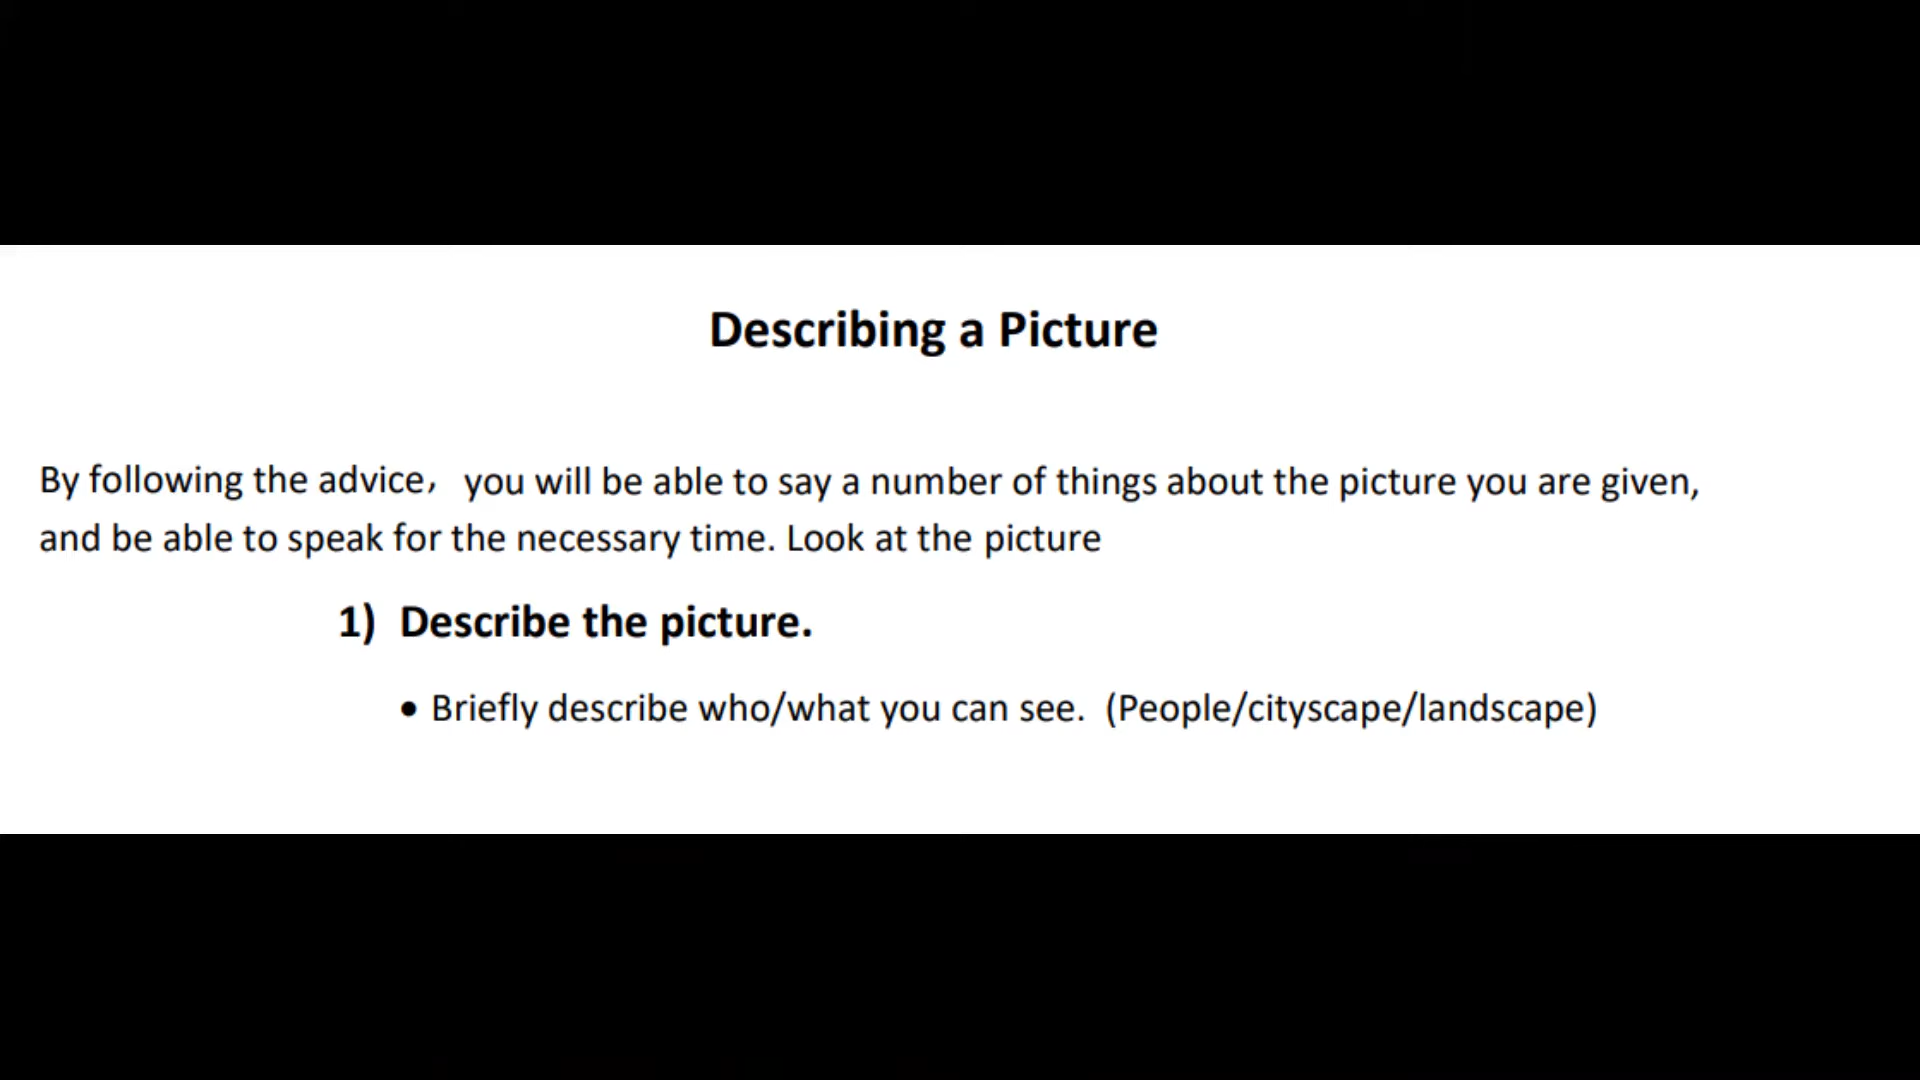 Describing a Picture
By following the advice， you will be able to say a number of things about the picture you are given,
and be able to speak for the necessary time. Look at the picture
1) Describe the picture.
• Briefly describe who/what you can see. (People/cityscape/landscape)